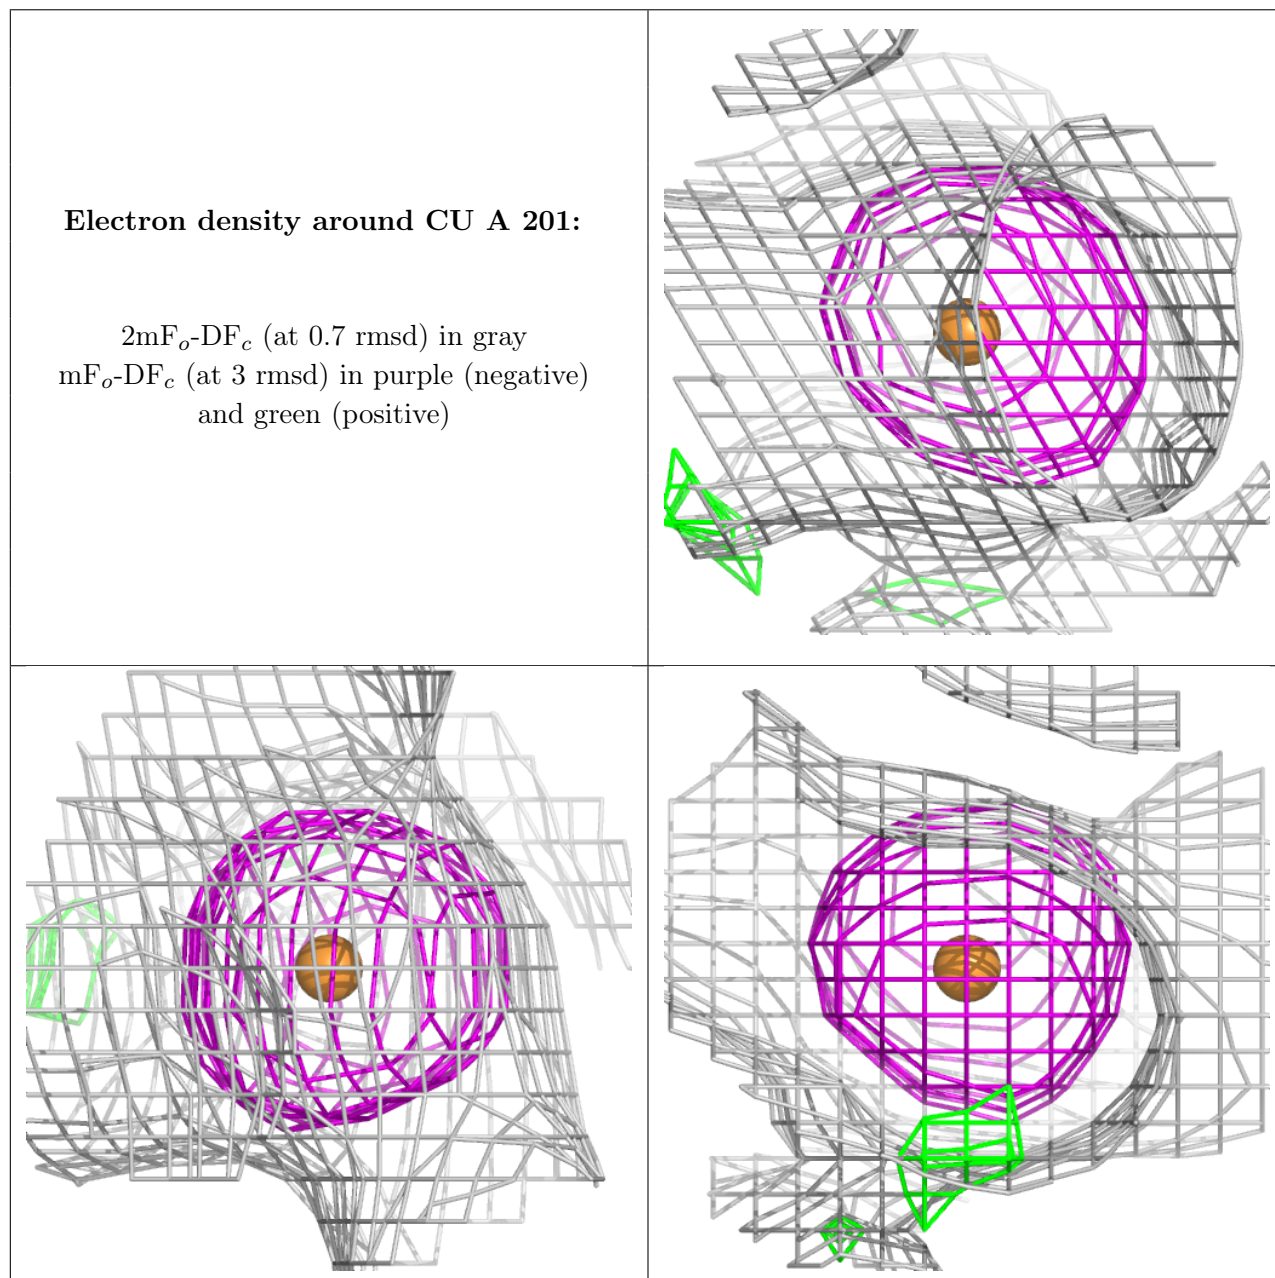 Electron density around CU A 201:
2mFo-DFc (at 0.7 rmsd) in gray
mFo-DFc (at 3 rmsd) in purple (negative)
and green (positive)